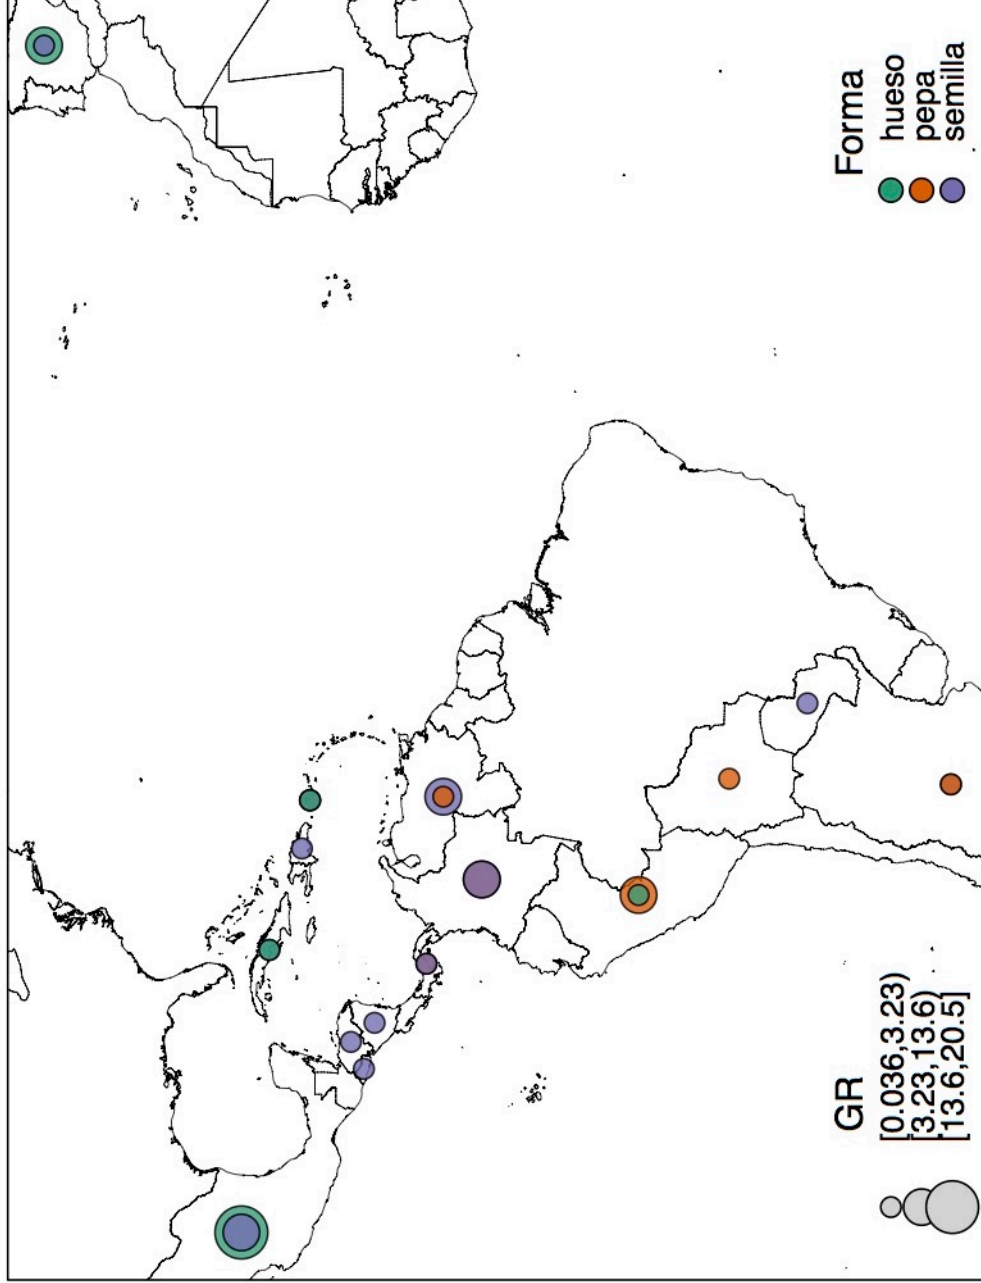 GR
[0.036,3.23)
[3.23,13.6)
[13.6,20.5]
Forma
hueso
pepa
semilla